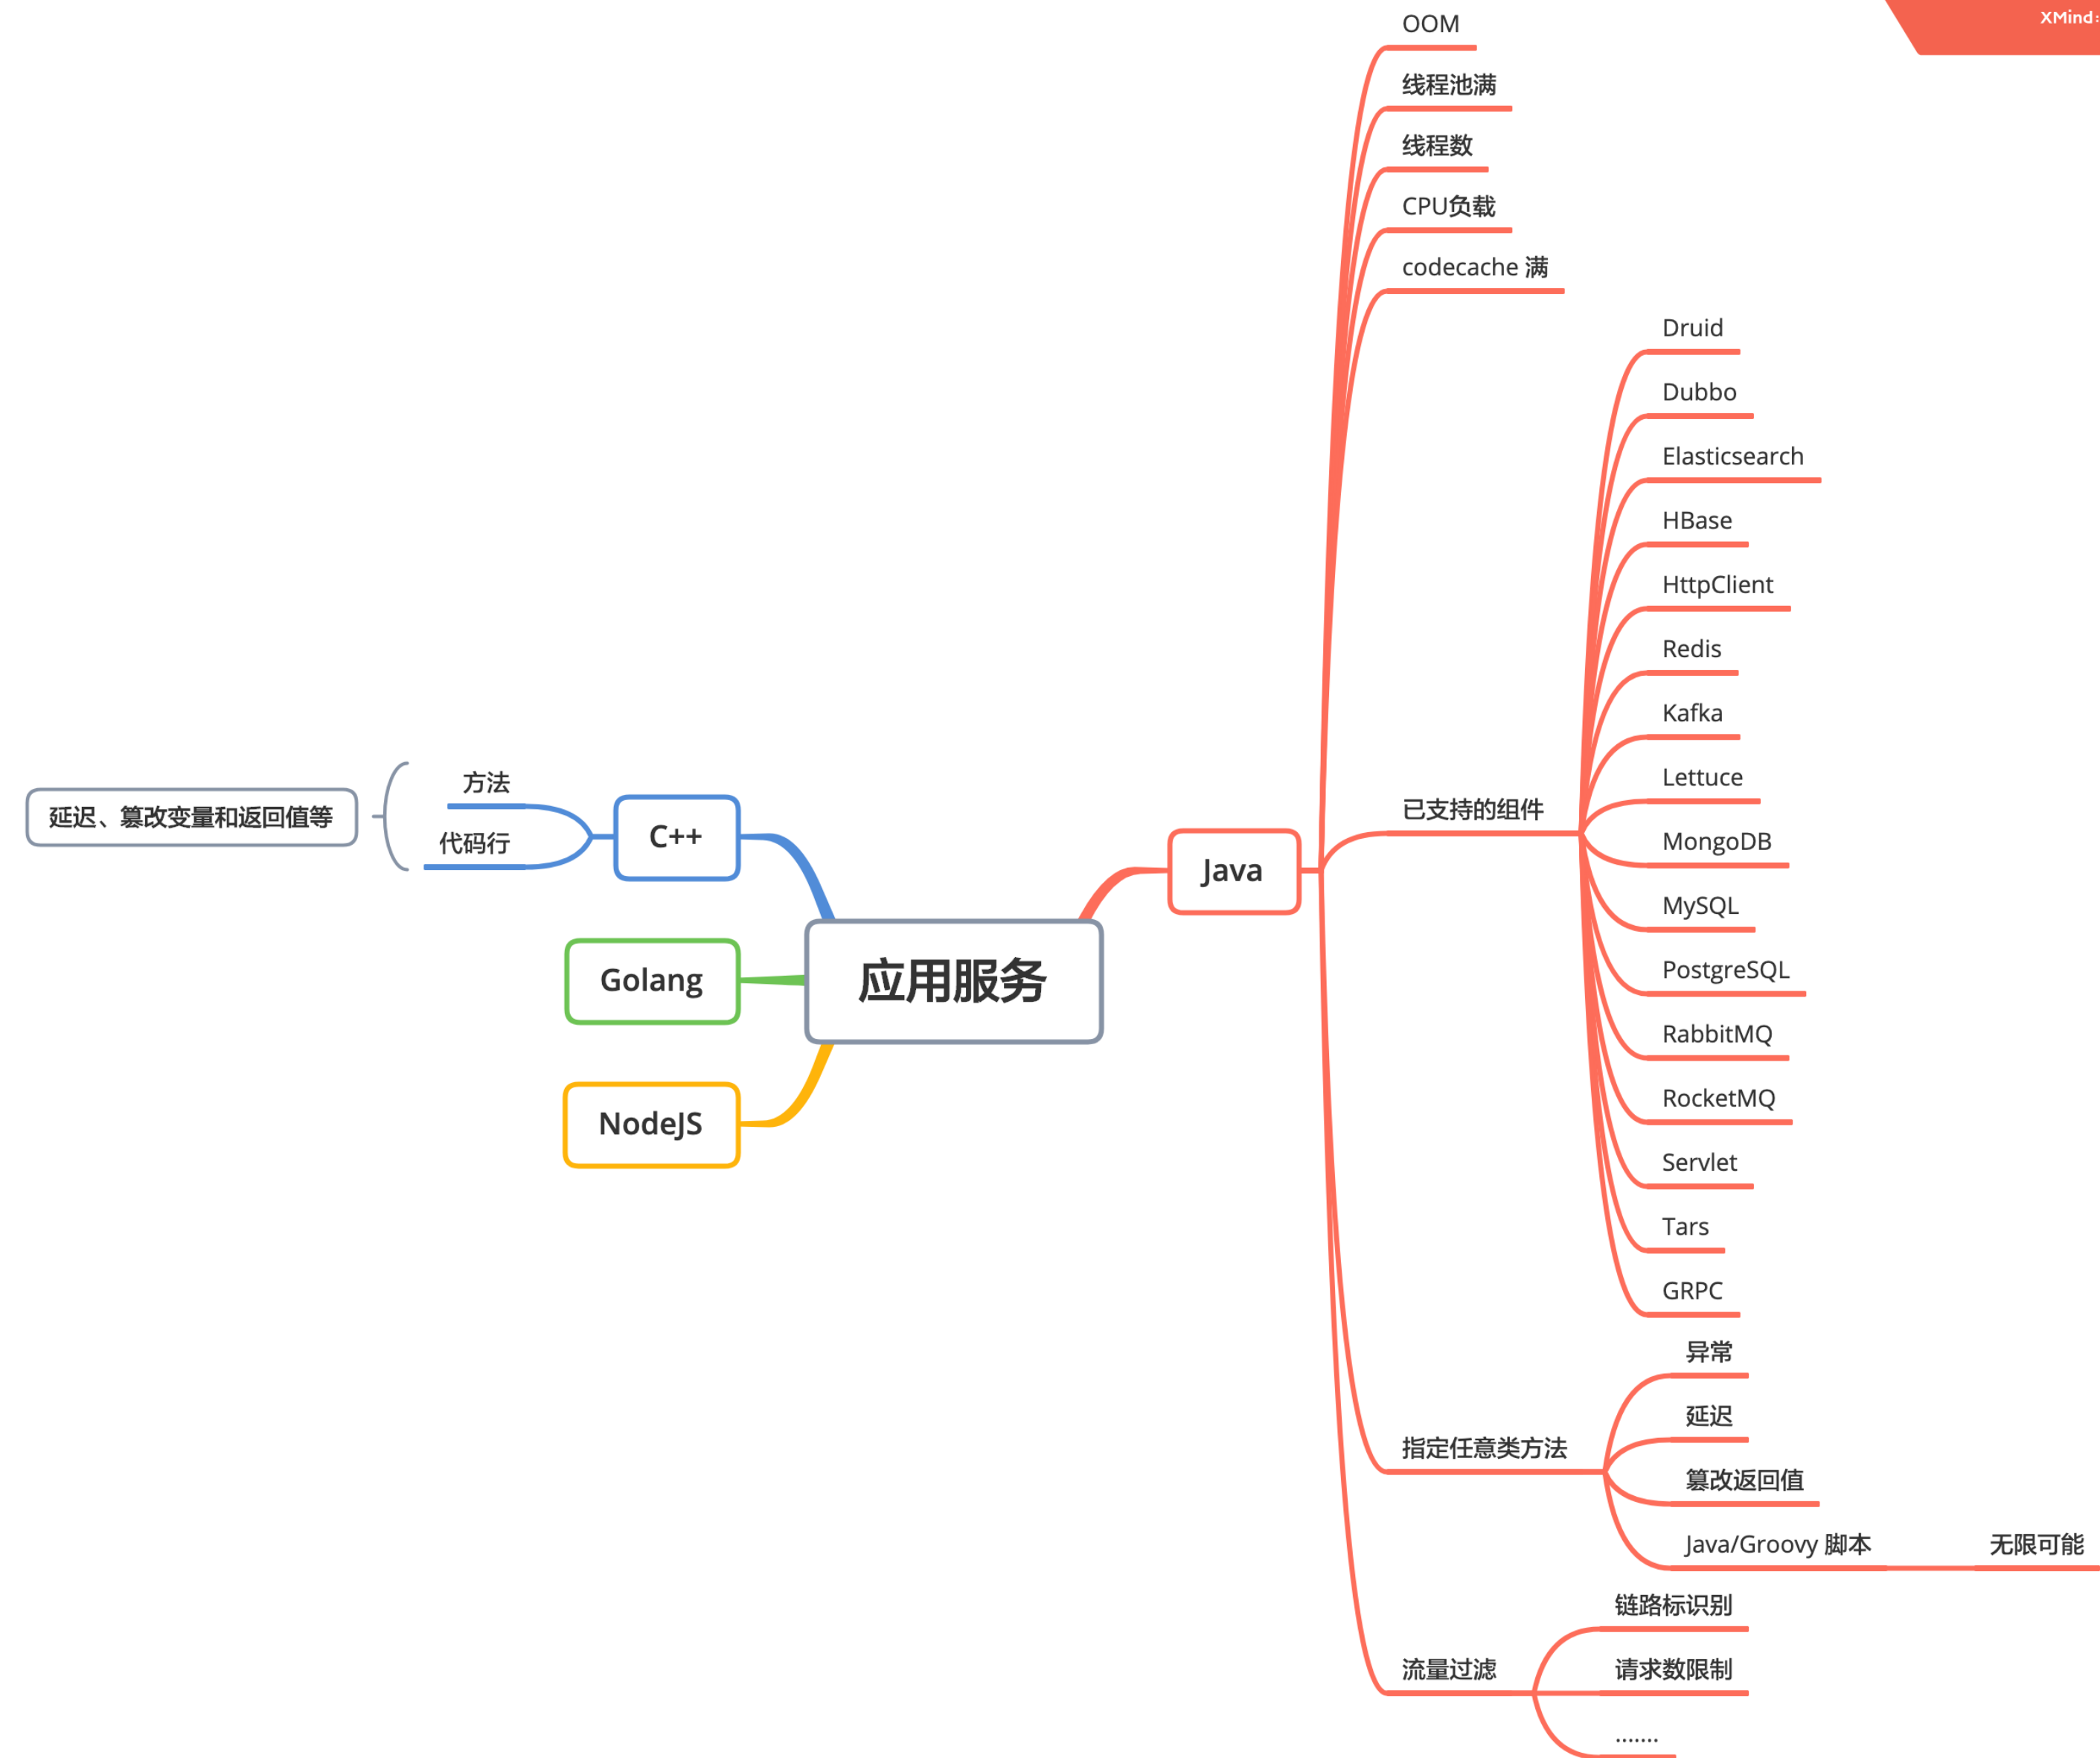 XMind:
OOM
线程池满
线程数
CPU负载
codecache 满
Druid
Dubbo
Elasticsearch
HBase
HttpClient
Redis
Kafka
Lettuce
MongoDB
MySQL
PostgreSQL
RabbitMQ
RocketMQ
Servlet
Tars
GRPC
已支持的组件
Java
异常
延迟
篡改返回值
Java/Groovy 脚本
无限可能
指定任意类方法
链路标识别
请求数限制
.......
流量过滤
应用服务
C++
方法
代码行
延迟、篡改变量和返回值等
Golang
NodeJS